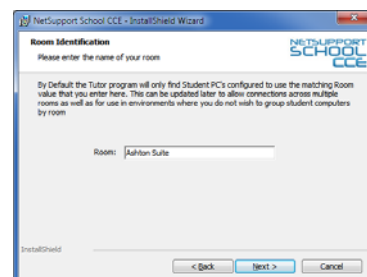 NetSupport School CCE - InstallShield Wizard
Room Identification
Please enter the name of your room
NETSUPPORT
SCHOOL
CCE
By Default the Tutor program will only find Student PC's configured to use the matching Room
value that you enter here. This can be updated later to allow connections across multiple
rooms as well as for use in environments where you do not wish to group student computers
by room
Room: Ashton Suite
InstallShield
< Back Next > Cancel